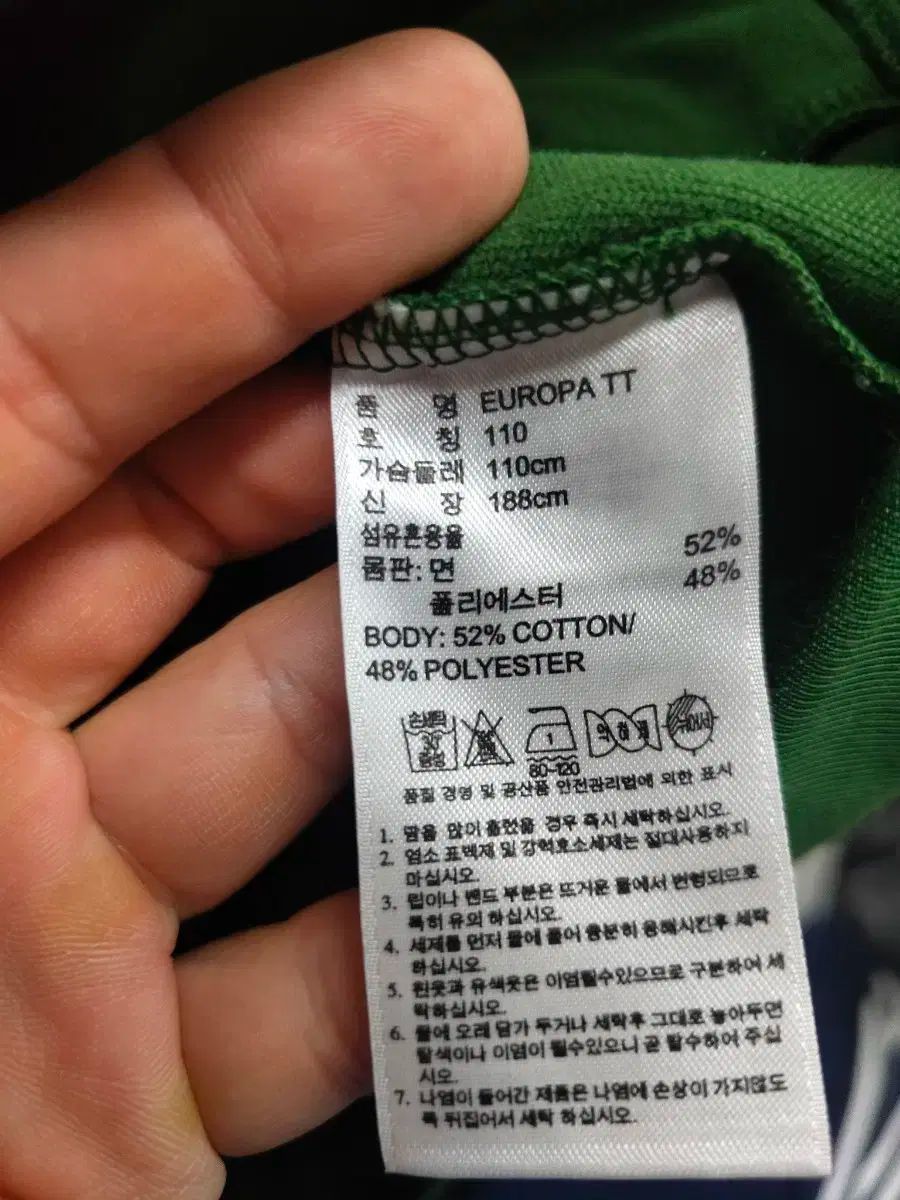 품 명 EUROPA TT
호 칭 110
가슴둘레 110cm
신 장 188cm
섬유혼용율
몸판: 면 52%
폴리에스터 48%
BODY: 52% COTTON/
48% POLYESTER
손세탁 30° 중성 1 80-120 약하게
품질 경영 및 공산품 안전관리법에 의한 표시
1. 땀을 많이 흘렸을 경우 즉시 세탁하십시오.
2. 염소 표백제 및 강력효소세제는 절대사용하지
마십시오.
3. 립이나 밴드 부분은 뜨거운 물에서 변형되므로
특히 유의 하십시오.
4. 세제를 먼저 물에 풀어 충분히 용해시킨후 세탁
하십시오.
5. 흰옷과 유색옷은 이염될수있으므로 구분하여 세
탁하십시오.
6. 물에 오래 담가 두거나 세탁후 그대로 놓아두면
탈색이나 이염이 될수있으니 곧 탈수하여 주십
시오.
7. 나염이 들어간 제품은 나염에 손상이 가지않도
록 뒤집어서 세탁 하십시오.